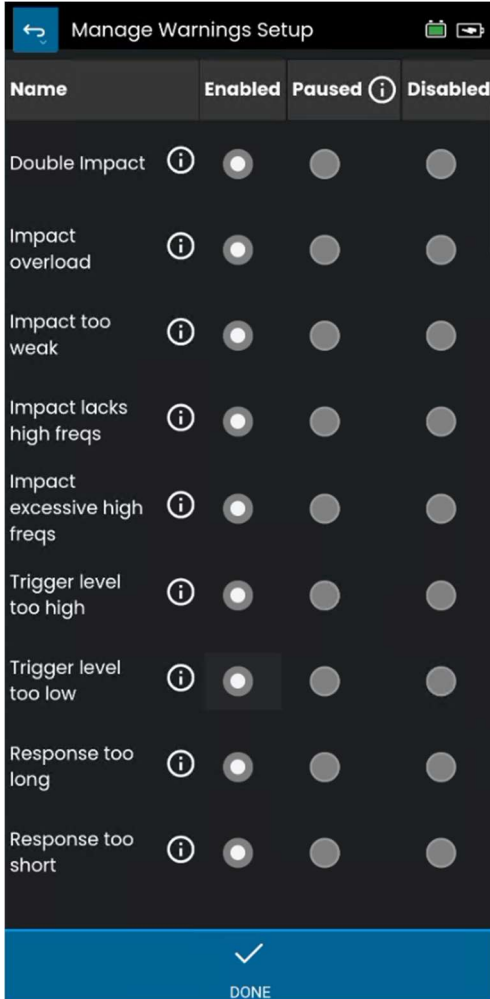 Manage Warnings Setup
Name Enabled Paused Disabled
Double Impact
Impact
overload
Impact too
weak
Impact lacks
high freqs
Impact
excessive high
freqs
Trigger level
too high
Trigger level
too low
Response too
long
Response too
short
DONE